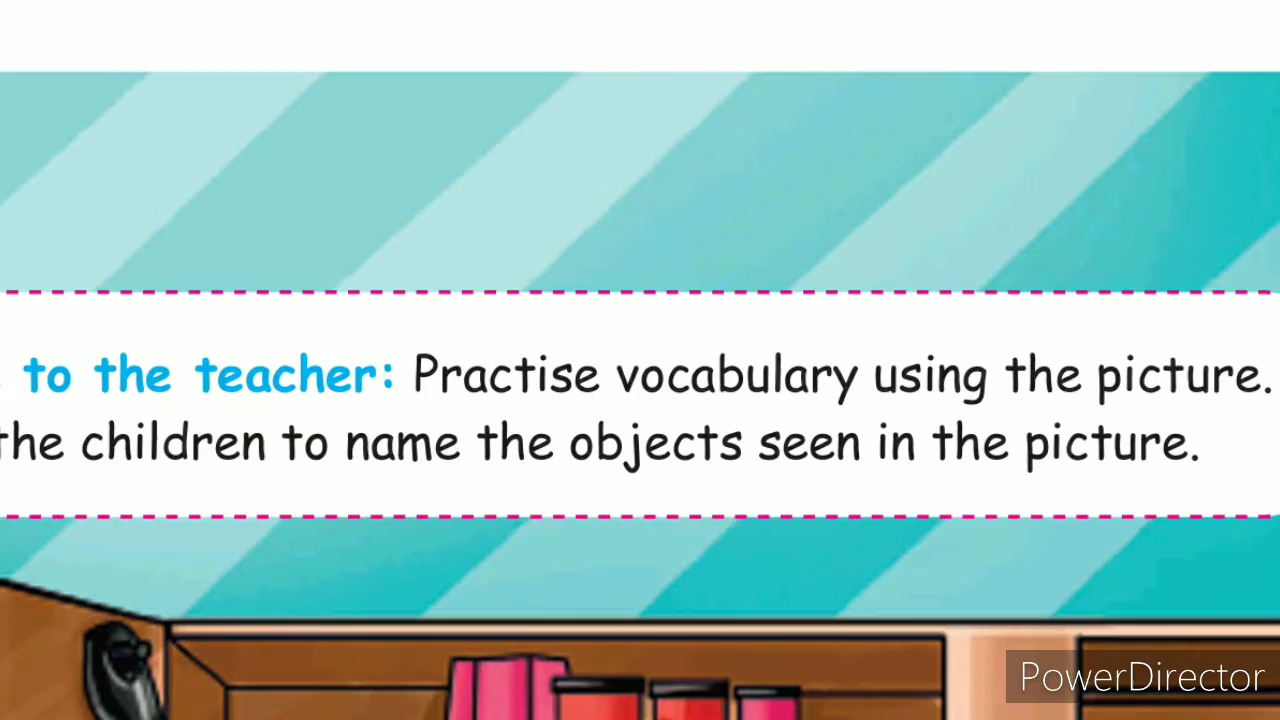 to the teacher: Practise vocabulary using the picture.
the children to name the objects seen in the picture.
PowerDirector